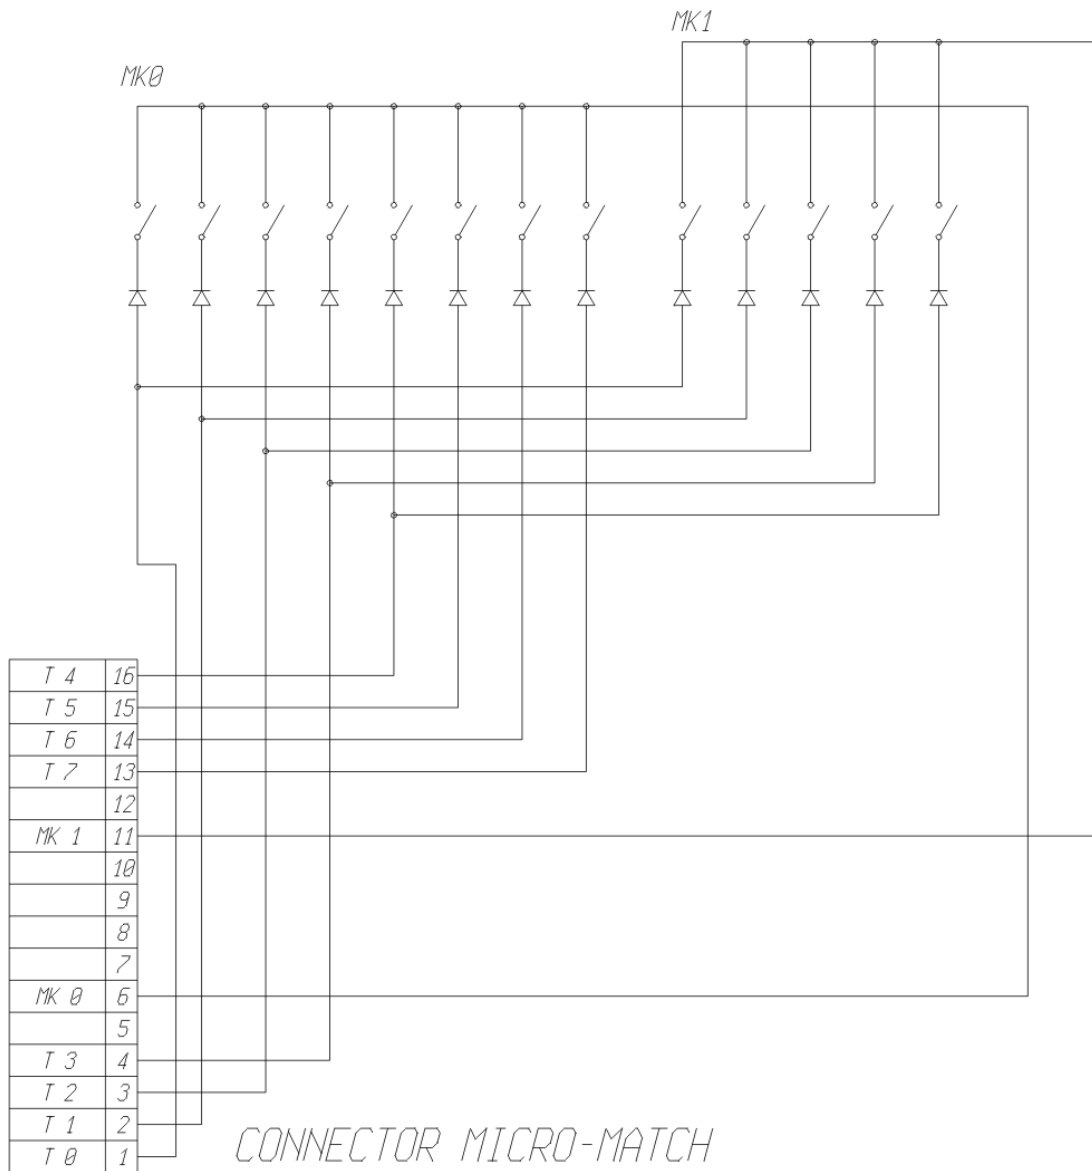 MK1
MK0
T 4 16
T 5 15
T 6 14
T 7 13
12
MK 1 11
10
9
8
7
MK 0 6
5
T 3 4
T 2 3
T 1 2
T 0 1
CONNECTOR MICRO-MATCH